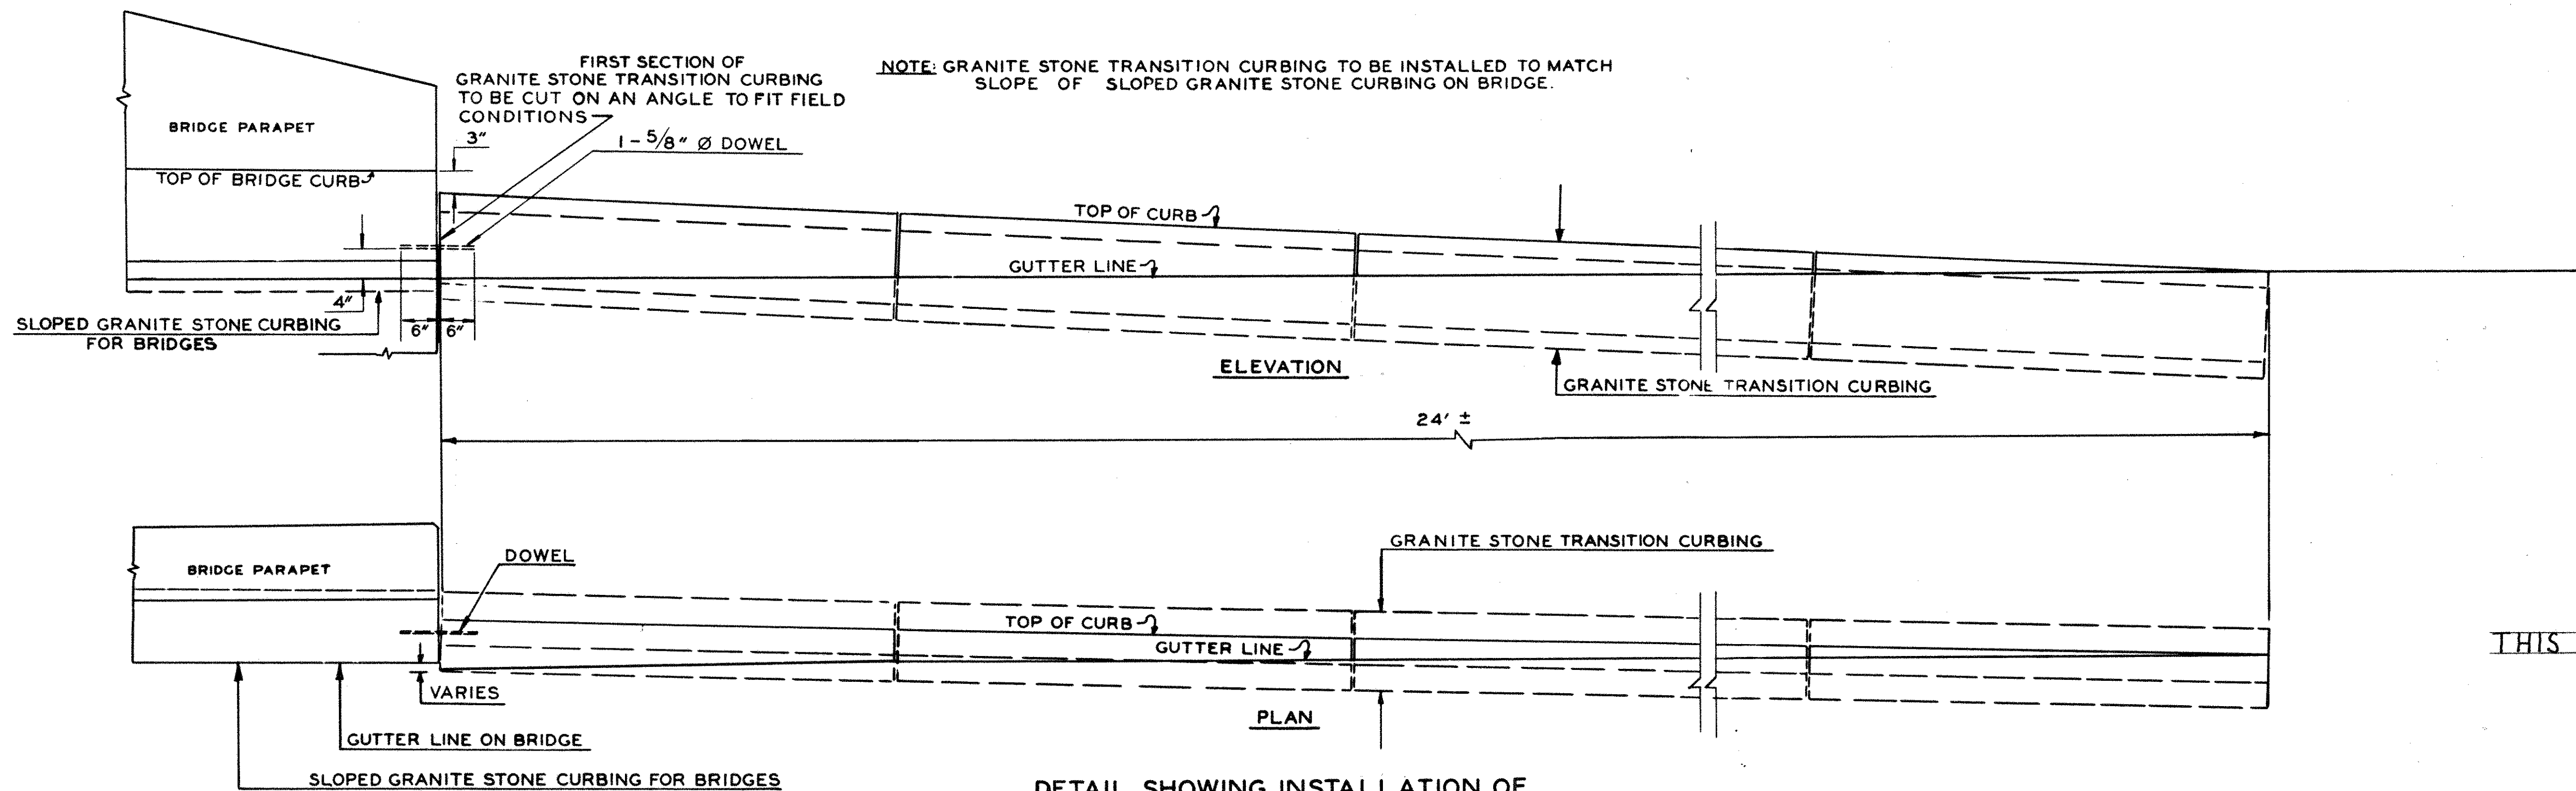 FIRST SECTION OF
GRANITE STONE TRANSITION CURBING
TO BE CUT ON AN ANGLE TO FIT FIELD
CONDITIONS
NOTE: GRANITE STONE TRANSITION CURBING TO BE INSTALLED TO MATCH
SLOPE OF SLOPED GRANITE STONE CURBING ON BRIDGE.
BRIDGE PARAPET
3"
1-5/8" Ø DOWEL
TOP OF BRIDGE CURB
TOP OF CURB
GUTTER LINE
4"
6" 6"
SLOPED GRANITE STONE CURBING
FOR BRIDGES
ELEVATION
GRANITE STONE TRANSITION CURBING
24' ±
GRANITE STONE TRANSITION CURBING
DOWEL
BRIDGE PARAPET
TOP OF CURB
GUTTER LINE
THIS
VARIES
PLAN
GUTTER LINE ON BRIDGE
SLOPED GRANITE STONE CURBING FOR BRIDGES
DETAIL SHOWING INSTALLATION OF